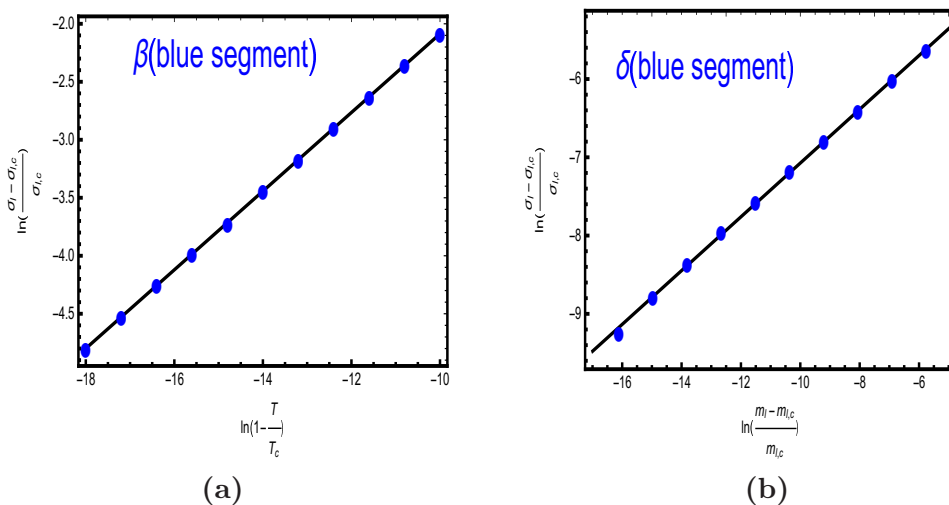 β(blue segment)
−2.0
−2.5
−3.0
−3.5
−4.0
−4.5
ln(σl − σl,c / σl,c)
−18 −16 −14 −12 −10
ln(1− T / Tc)
(a)
δ(blue segment)
−6
−7
−8
−9
ln(σl − σl,c / σl,c)
−16 −14 −12 −10 −8 −6
ln(ml − ml,c / ml,c)
(b)